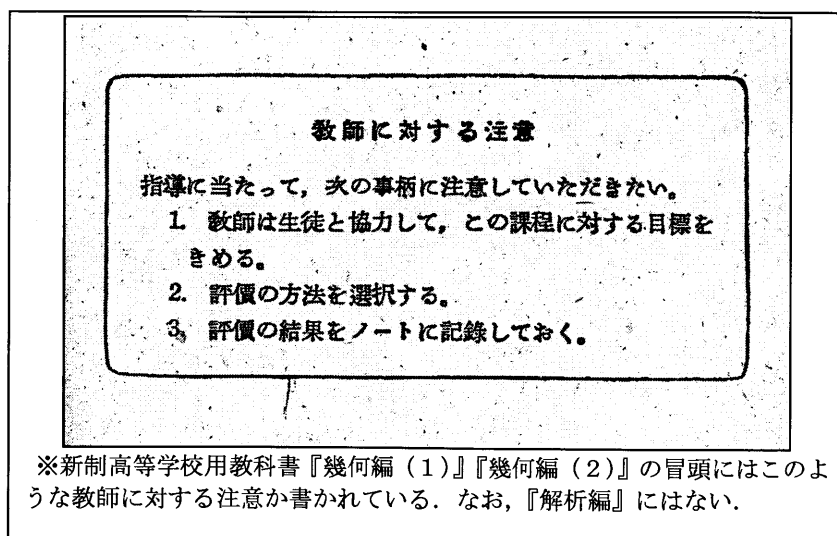 教師に対する注意
指導に当たって，次の事柄に注意していただきたい。
1. 教師は生徒と協力して，この課程に対する目標を
きめる。
2. 評価の方法を選択する。
3. 評価の結果をノートに記録しておく。
※新制高等学校用教科書『幾何編（1）』『幾何編（2）』の冒頭にはこのよ
うな教師に対する注意か書かれている．なお，『解析編』にはない．